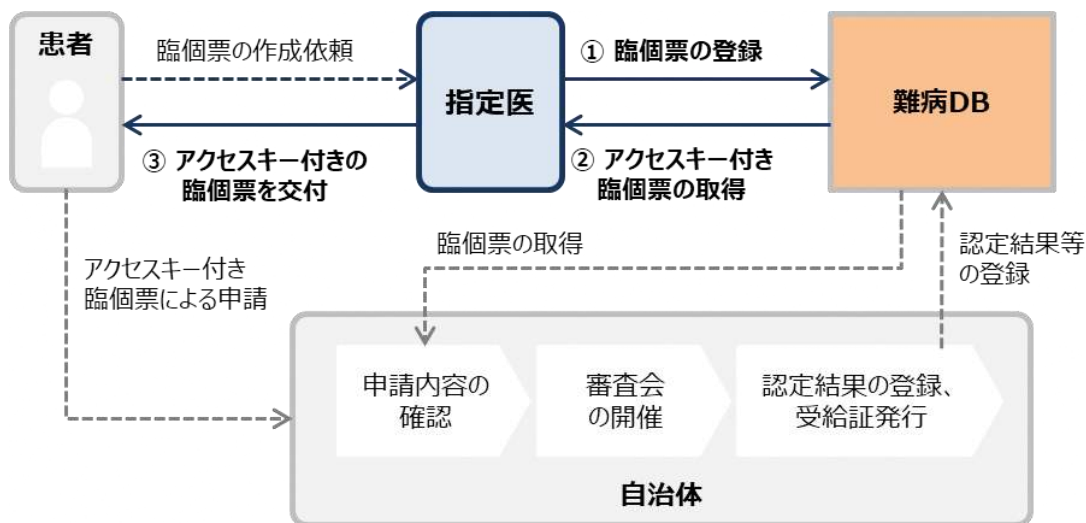 患者
臨個票の作成依頼
① 臨個票の登録
指定医
難病DB
③ アクセスキー付きの
臨個票を交付
② アクセスキー付き
臨個票の取得
アクセスキー付き
臨個票による申請
臨個票の取得
認定結果等
の登録
申請内容の
確認
審査会
の開催
認定結果の登録、
受給証発行
自治体